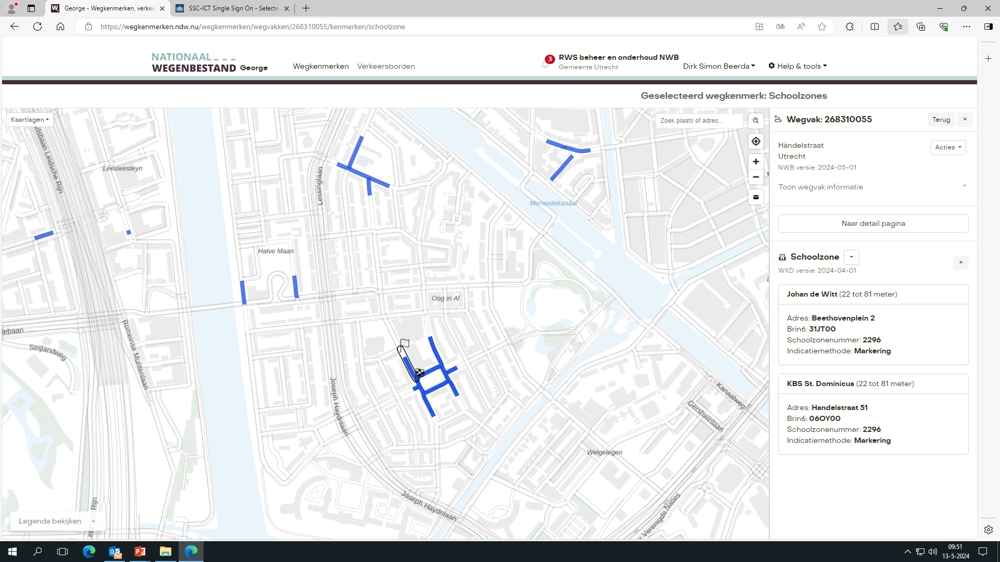 George - Wegkenmerken, verkee
SSC-ICT Single Sign On - Selecte
https://wegkenmerken.ndw.nu/wegkenmerken/wegvakken/268310055/kenmerken/schoolzone
NATIONAAL
WEGENBESTAND George
Wegkenmerken
Verkeersborden
3
RWS beheer en onderhoud NWB
Gemeente Utrecht
Dirk Simon Beerda
Help & tools
Geselecteerd wegkenmerk: Schoolzones
Kaartlagen
Zoek plaats of adres...
dsbaan Leidsche Rijn
Leeuwesteyn
Lessinglaan
Merwedekanaal
Halve Maan
Oog in Al
iebaan
Strijlandweg
Romeinse Muntenlaan
Joseph Haydnlaan
Kanaalweg
Gershwinlaan
Welgelegen
Joseph Haydnlaan
r Verenigde Naties
Rijn
Legenda bekijken
Wegvak: 268310055
Terug
×
Händelstraat
Utrecht
NWB versie: 2024-05-01
Acties
Toon wegvak informatie
Naar detail pagina
Schoolzone
×
WKD versie: 2024-04-01
Johan de Witt (22 tot 81 meter)
Adres: Beethovenplein 2
Brin6: 31JT00
Schoolzonenummer: 2296
Indicatiemethode: Markering
KBS St. Dominicus (22 tot 81 meter)
Adres: Handelstraat 51
Brin6: 06OY00
Schoolzonenummer: 2296
Indicatiemethode: Markering
09:51
13-5-2024